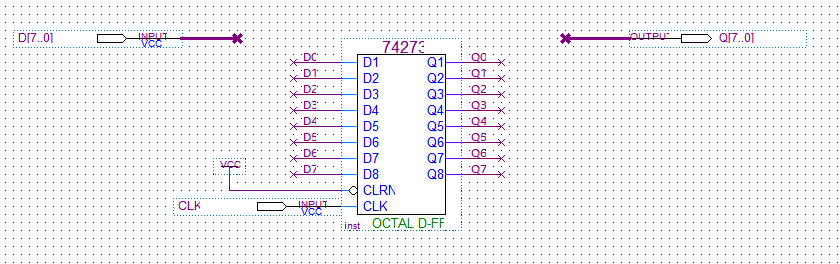 D[7..0] INPUT VCC OUTPUT Q[7..0]
74273
D0 D1 Q1 Q0
D1 D2 Q2 Q1
D2 D3 Q3 Q2
D3 D4 Q4 Q3
D4 D5 Q5 Q4
D5 D6 Q6 Q5
D6 D7 Q7 Q6
D7 D8 Q8 Q7
VCC
CLRN
CLK INPUT VCC CLK
inst OCTAL D-FF